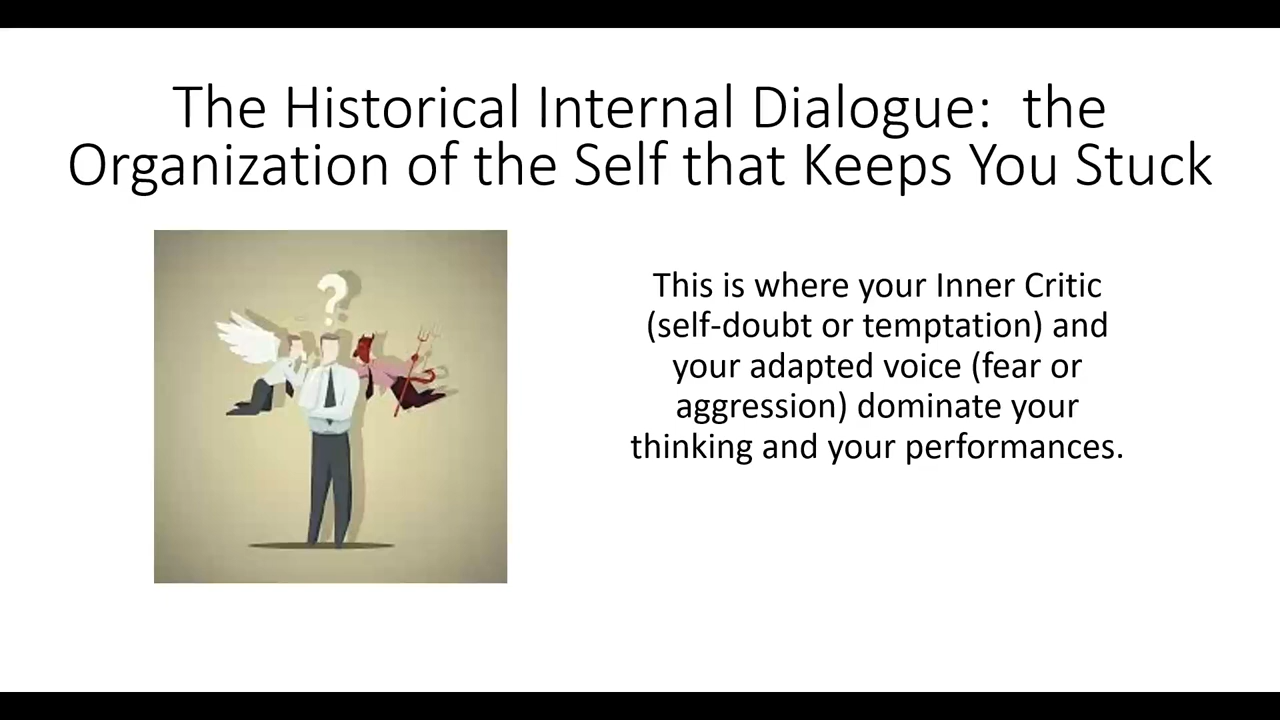 The Historical Internal Dialogue:  the
Organization of the Self that Keeps You Stuck
?
This is where your Inner Critic
(self-doubt or temptation) and
your adapted voice (fear or
aggression) dominate your
thinking and your performances.